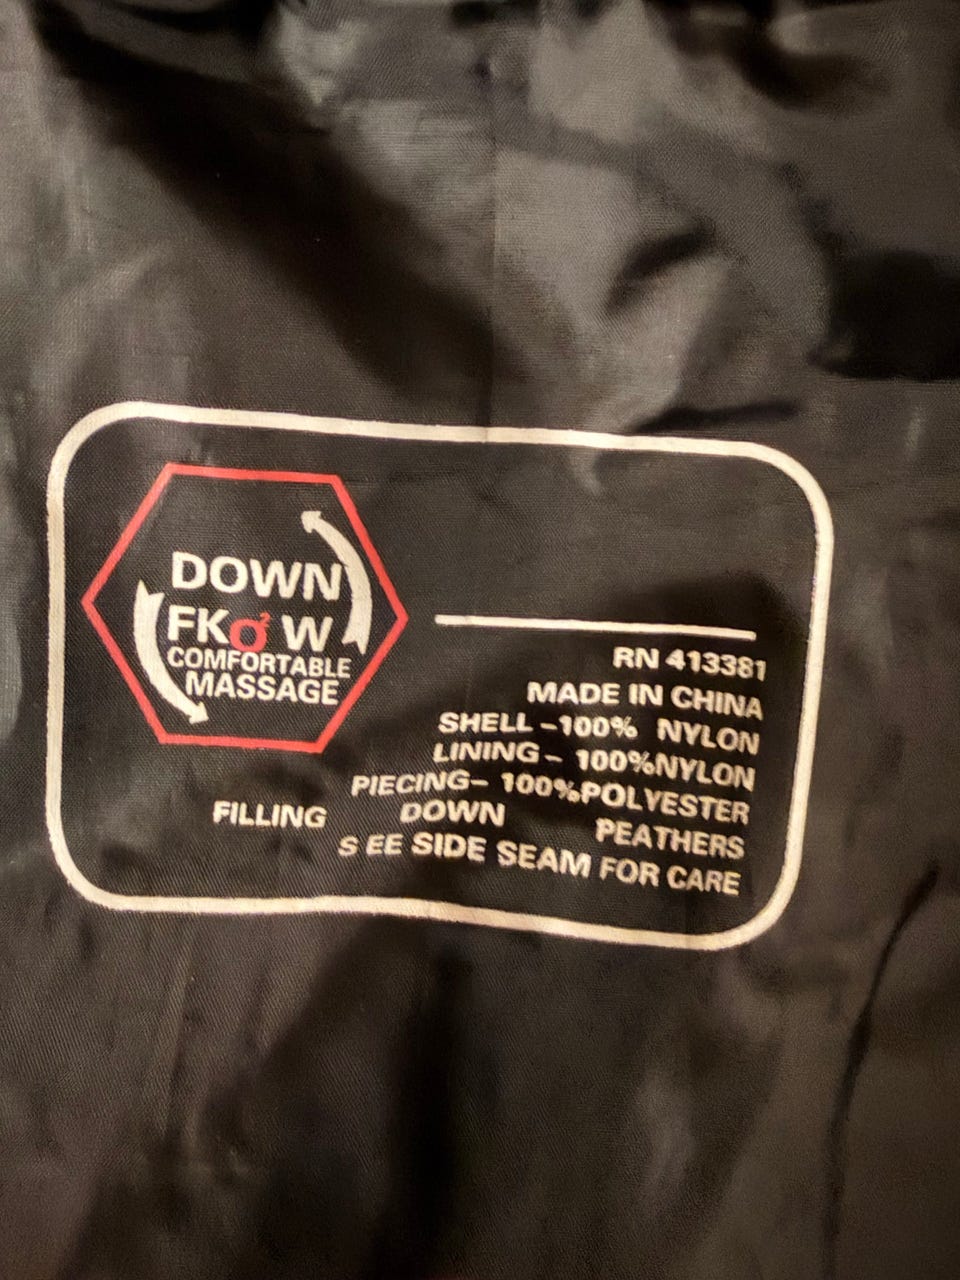 DOWN
FKO² W
COMFORTABLE
MASSAGE
RN 413381
MADE IN CHINA
SHELL -100% NYLON
LINING- 100%NYLON
PIECING- 100%POLYESTER
FILLING DOWN PEATHERS
S EE SIDE SEAM FOR CARE